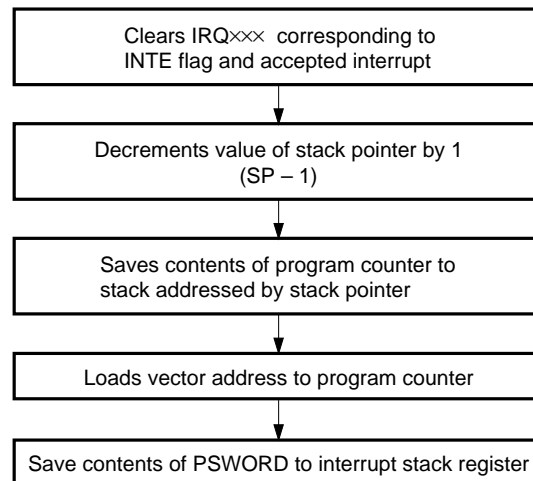 Clears IRQ××× corresponding to
INTE flag and accepted interrupt
Decrements value of stack pointer by 1
(SP – 1)
Saves contents of program counter to
stack addressed by stack pointer
Loads vector address to program counter
Save contents of PSWORD to interrupt stack register